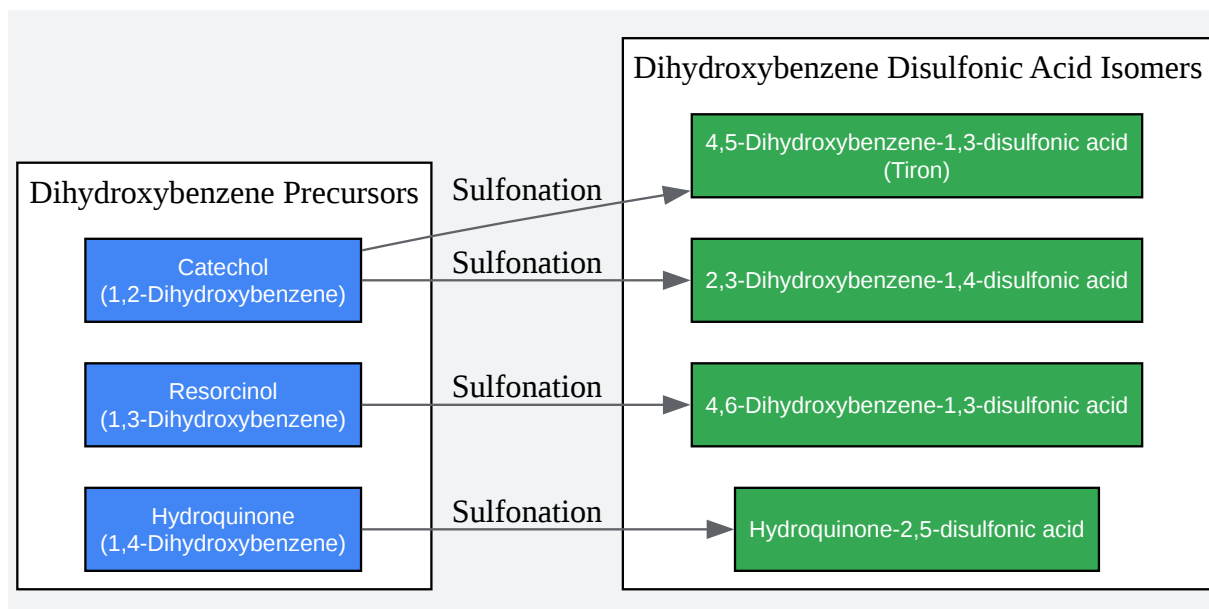 Dihydroxybenzene Disulfonic Acid Isomers
4,5-Dihydroxybenzene-1,3-disulfonic acid
(Tiron)
Dihydroxybenzene Precursors
Sulfonation
Catechol
(1,2-Dihydroxybenzene)
Sulfonation
2,3-Dihydroxybenzene-1,4-disulfonic acid
Resorcinol
(1,3-Dihydroxybenzene)
Sulfonation
4,6-Dihydroxybenzene-1,3-disulfonic acid
Hydroquinone
(1,4-Dihydroxybenzene)
Sulfonation
Hydroquinone-2,5-disulfonic acid